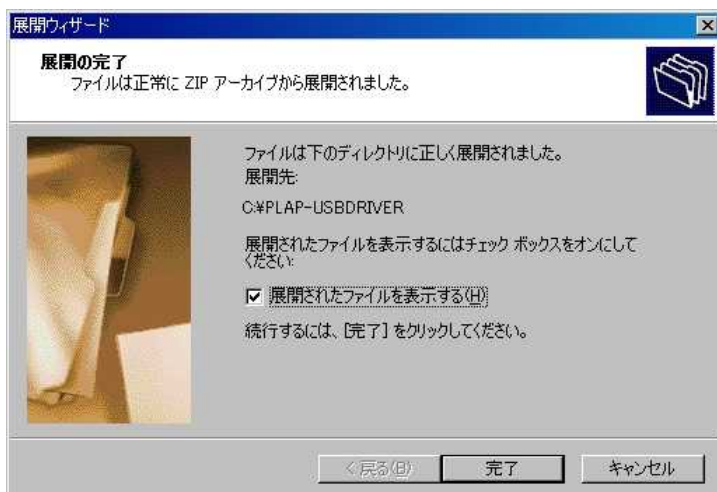 展開ウィザード
展開の完了
ファイルは正常に ZIP アーカイブから展開されました。
ファイルは下のディレクトリに正しく展開されました。
展開先:
C:¥PLAP-USBDRIVER
展開されたファイルを表示するにはチェック ボックスをオンにして
ください:
展開されたファイルを表示する(H)
続行するには、[完了] をクリックしてください。
< 戻る(B)
完了
キャンセル